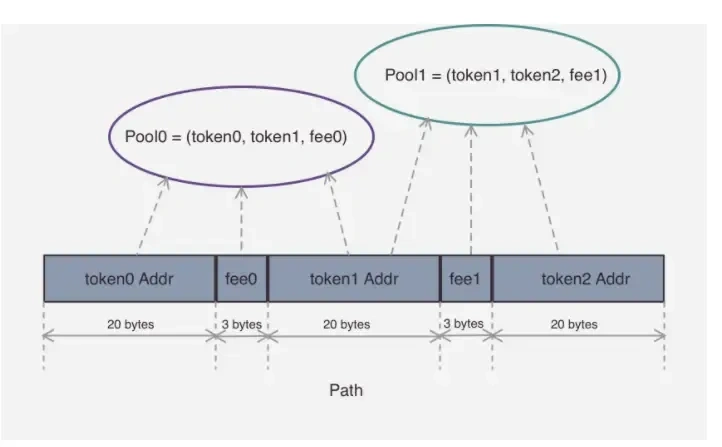 Pool1 = (token1, token2, fee1)
Pool0 = (token0, token1, fee0)
token0 Addr fee0 token1 Addr fee1 token2 Addr
20 bytes 3 bytes 20 bytes 3 bytes 20 bytes
Path